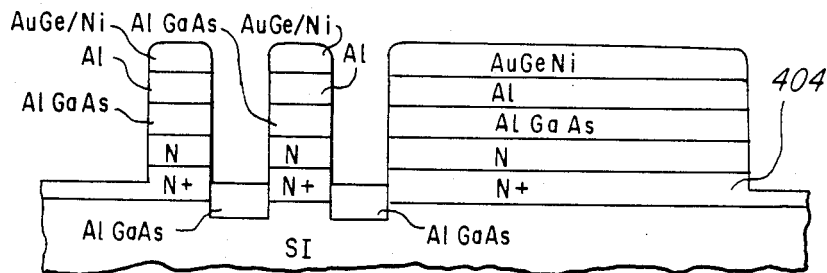 AuGe/Ni Al GaAs AuGe/Ni
Al Al
Al GaAs
AuGeNi
Al
Al GaAs
404
N N N
N+ N+ N+
Al GaAs Al GaAs
SI